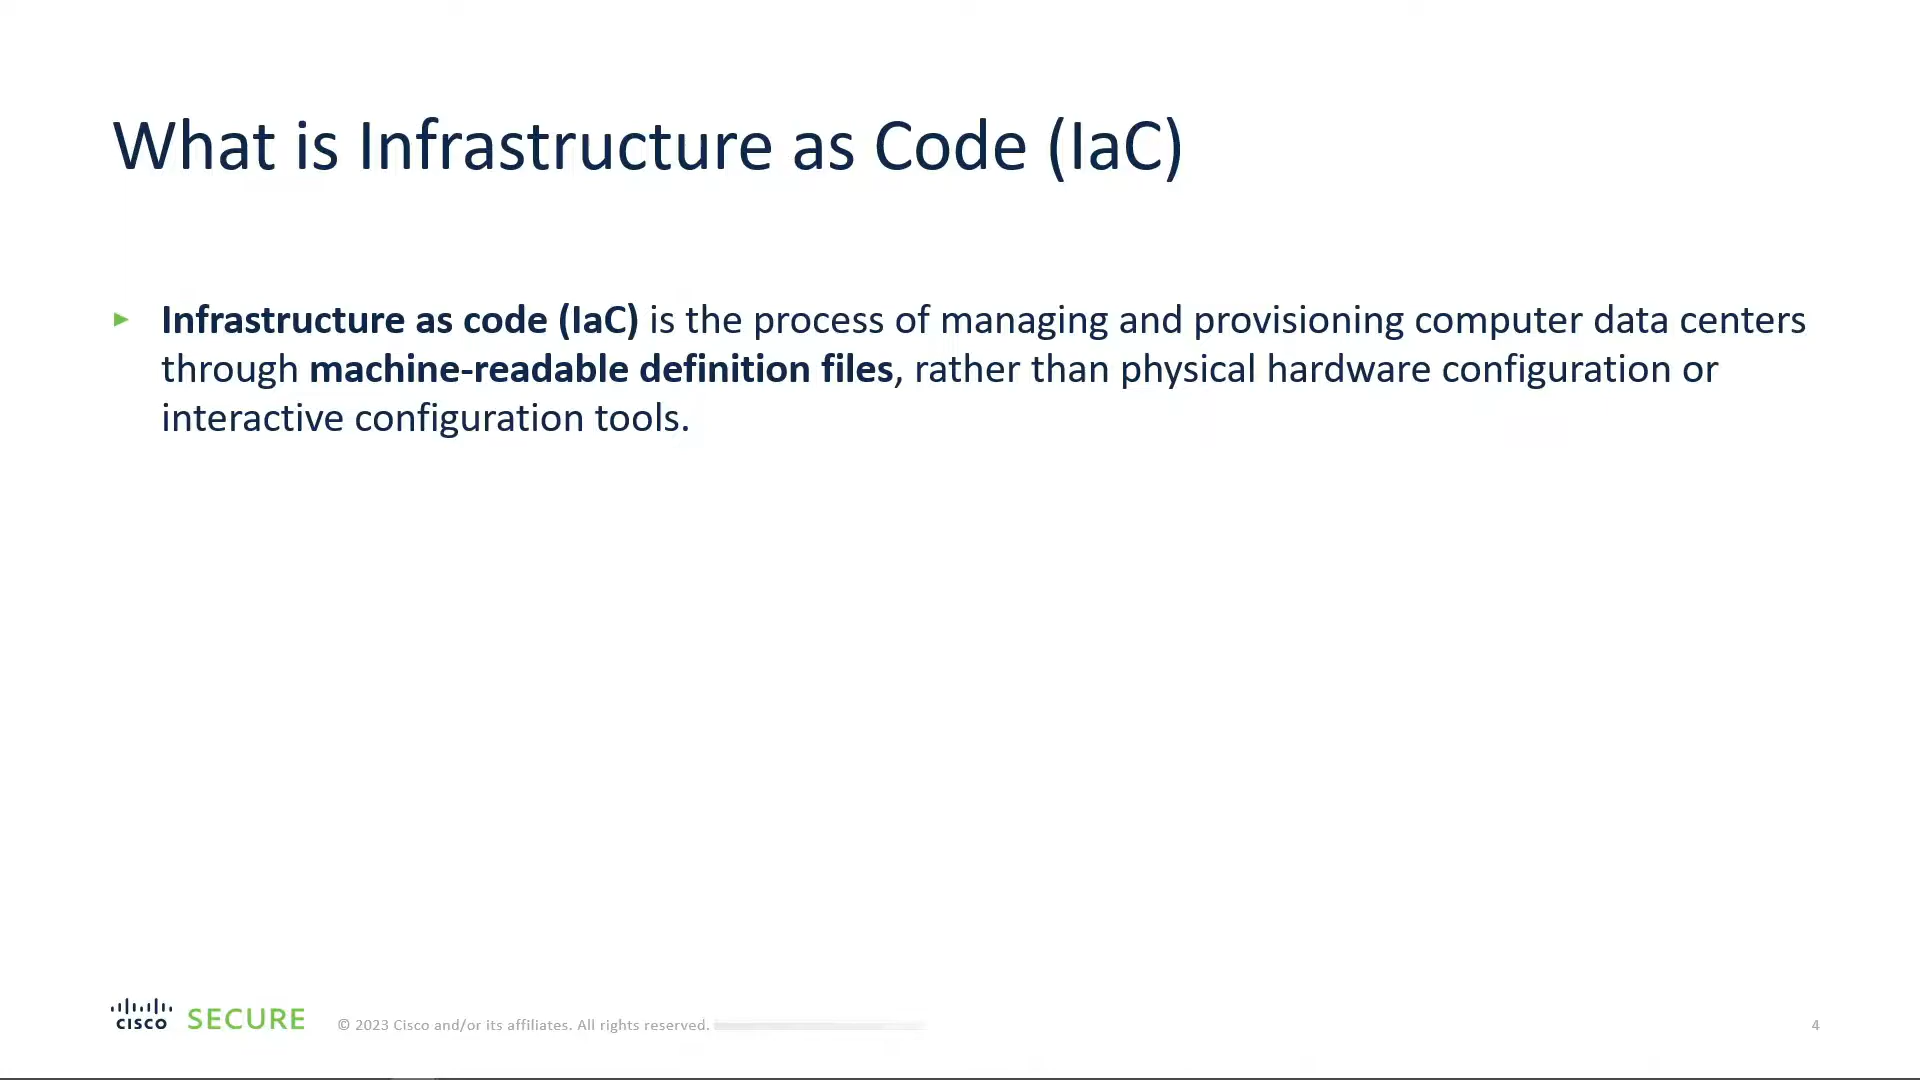 What is Infrastructure as Code (IaC)
▸ Infrastructure as code (IaC) is the process of managing and provisioning computer data centers
through machine-readable definition files, rather than physical hardware configuration or
interactive configuration tools.
CISCO SECURE © 2023 Cisco and/or its affiliates. All rights reserved. 4